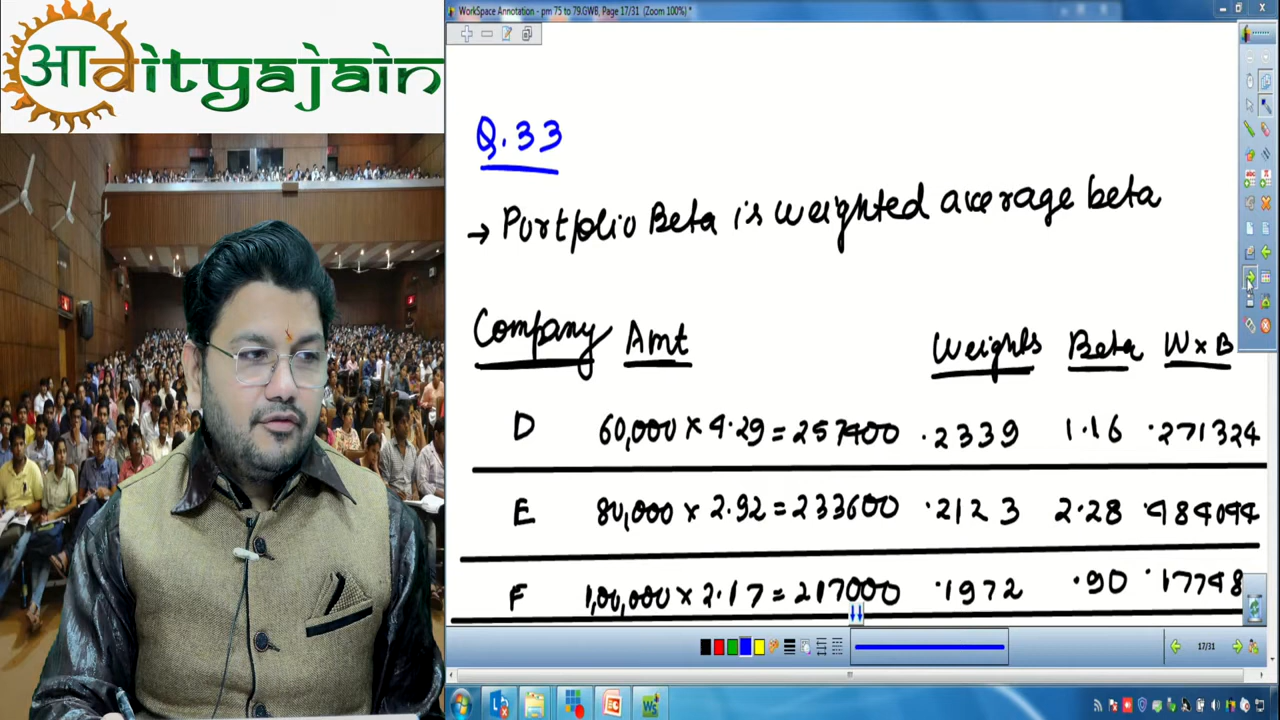 आdityajain
WorkSpace Annotation - pm 75 to 79.GWB, Page 17/31 (Zoom 100%) *
Q.33
→ Portfolio Beta is weighted average beta
Company Amt Weights Beta W×B
D 60,000 × 4.29 = 257400 .2339 1.16 .271324
E 80,000 × 2.92 = 233600 .2123 2.28 .484044
F 1,00,000 × 2.17 = 217000 .1972 .90 .17748
17/31